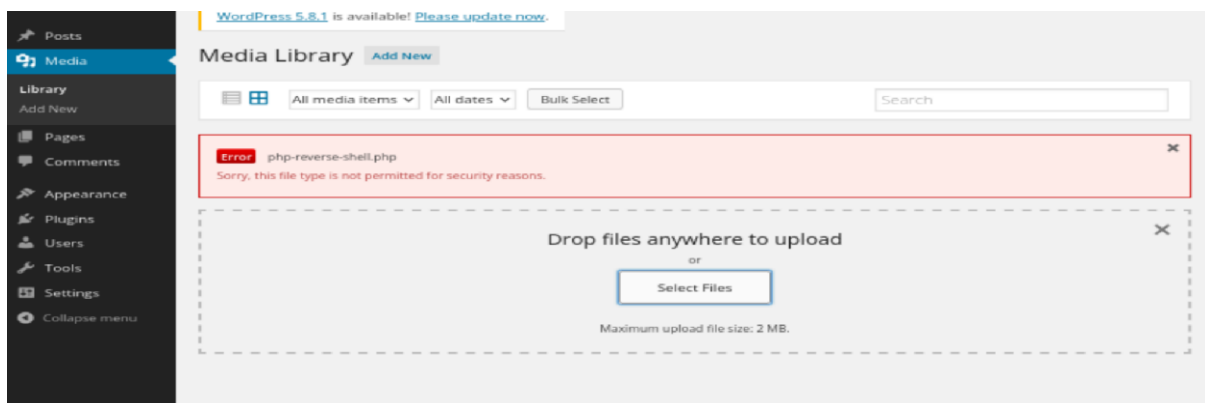 WordPress 5.8.1 is available! Please update now.
Posts
Media
Library
Add New
Pages
Comments
Appearance
Plugins
Users
Tools
Settings
Collapse menu
Media Library Add New
All media items All dates Bulk Select Search
Error php-reverse-shell.php
Sorry, this file type is not permitted for security reasons.
Drop files anywhere to upload
or
Select Files
Maximum upload file size: 2 MB.